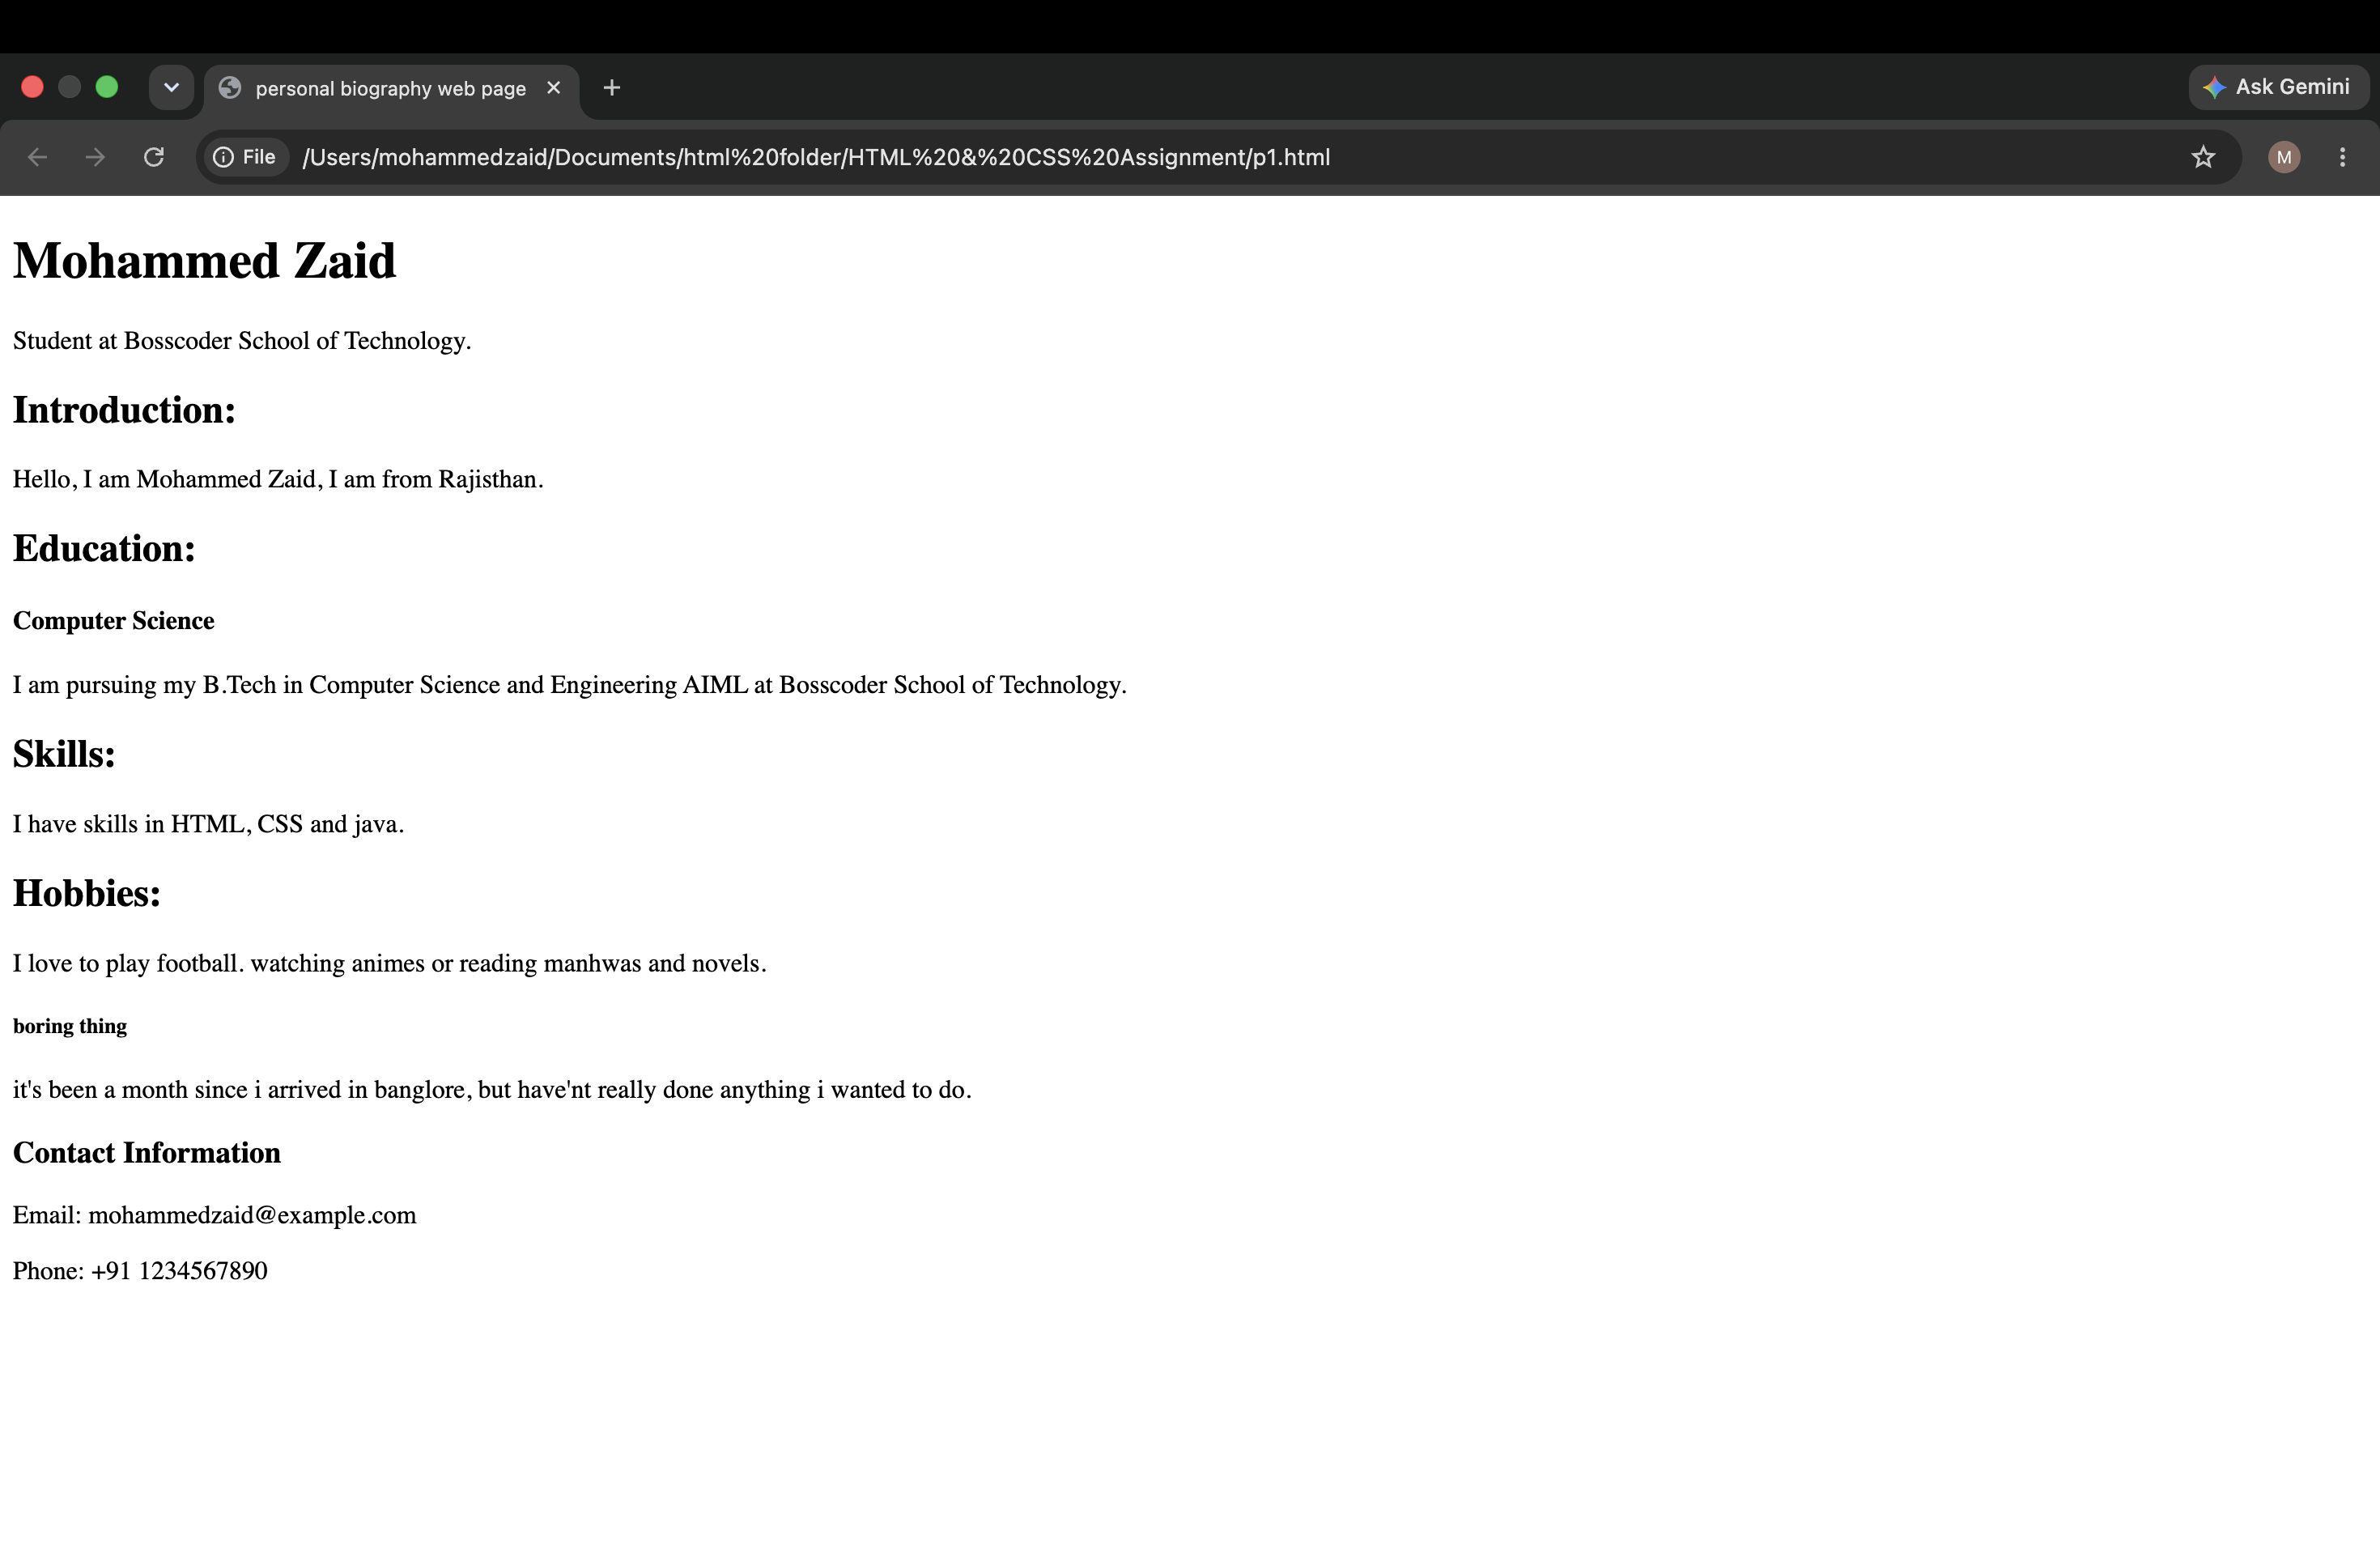 personal biography web page
Ask Gemini
File /Users/mohammedzaid/Documents/html%20folder/HTML%20&%20CSS%20Assignment/p1.html
M
Mohammed Zaid
Student at Bosscoder School of Technology.
Introduction:
Hello, I am Mohammed Zaid, I am from Rajisthan.
Education:
Computer Science
I am pursuing my B.Tech in Computer Science and Engineering AIML at Bosscoder School of Technology.
Skills:
I have skills in HTML, CSS and java.
Hobbies:
I love to play football. watching animes or reading manhwas and novels.
boring thing
it's been a month since i arrived in banglore, but have'nt really done anything i wanted to do.
Contact Information
Email: mohammedzaid@example.com
Phone: +91 1234567890